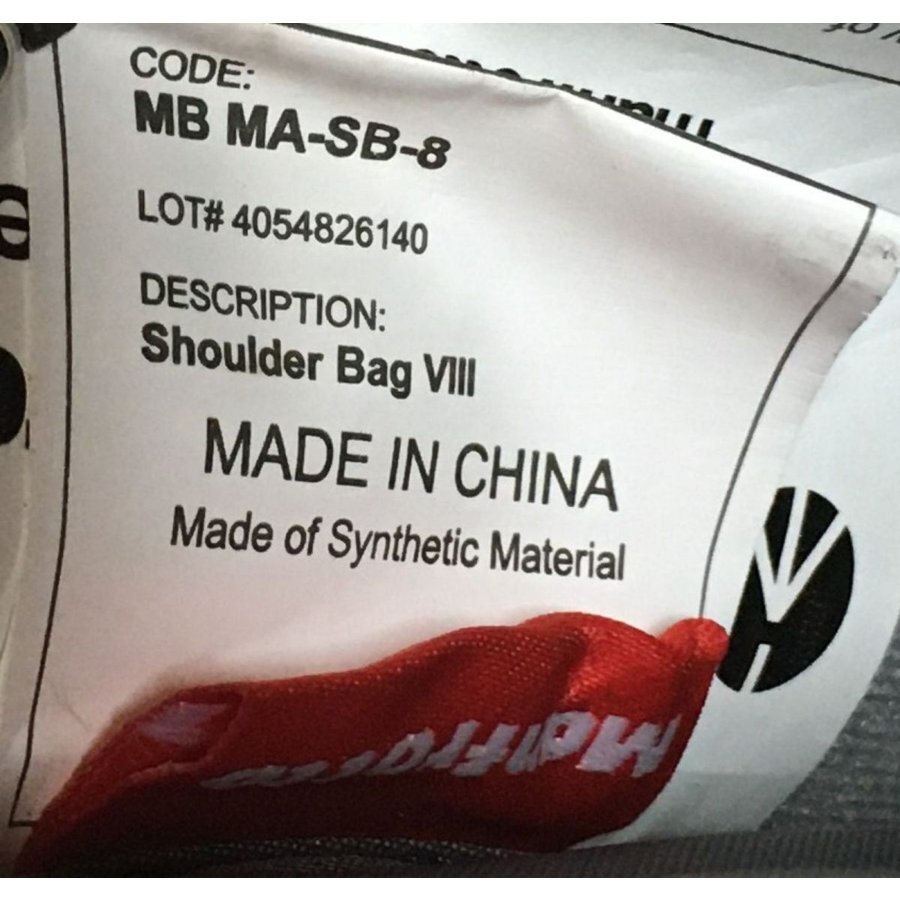 CODE:
MB MA-SB-8
LOT# 4054826140
DESCRIPTION:
Shoulder Bag VIII
MADE IN CHINA
Made of Synthetic Material